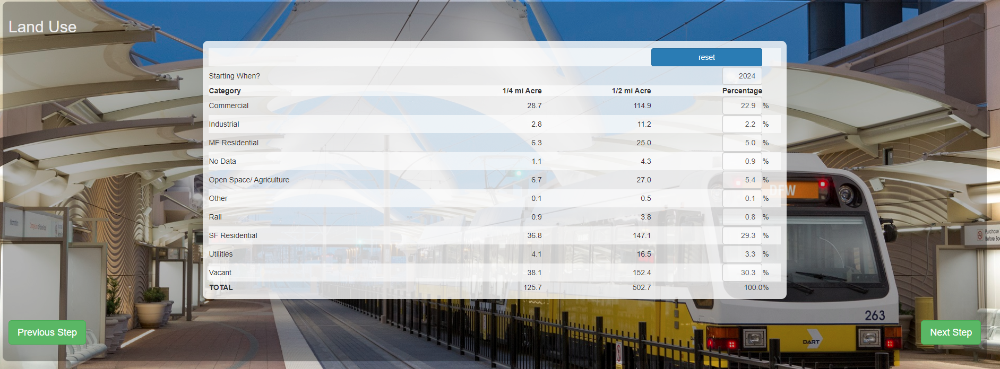 Land Use
reset
Starting When? 2024
Category 1/4 mi Acre 1/2 mi Acre Percentage
Commercial 28.7 114.9 22.9 %
Industrial 2.8 11.2 2.2 %
MF Residential 6.3 25.0 5.0 %
No Data 1.1 4.3 0.9 %
Open Space/ Agriculture 6.7 27.0 5.4 %
Other 0.1 0.5 0.1 %
Rail 0.9 3.8 0.8 %
SF Residential 36.8 147.1 29.3 %
Utilities 4.1 16.5 3.3 %
Vacant 38.1 152.4 30.3 %
TOTAL 125.7 502.7 100.0%
DFW
Information
Purchase
Before
263
DART
Previous Step
Next Step